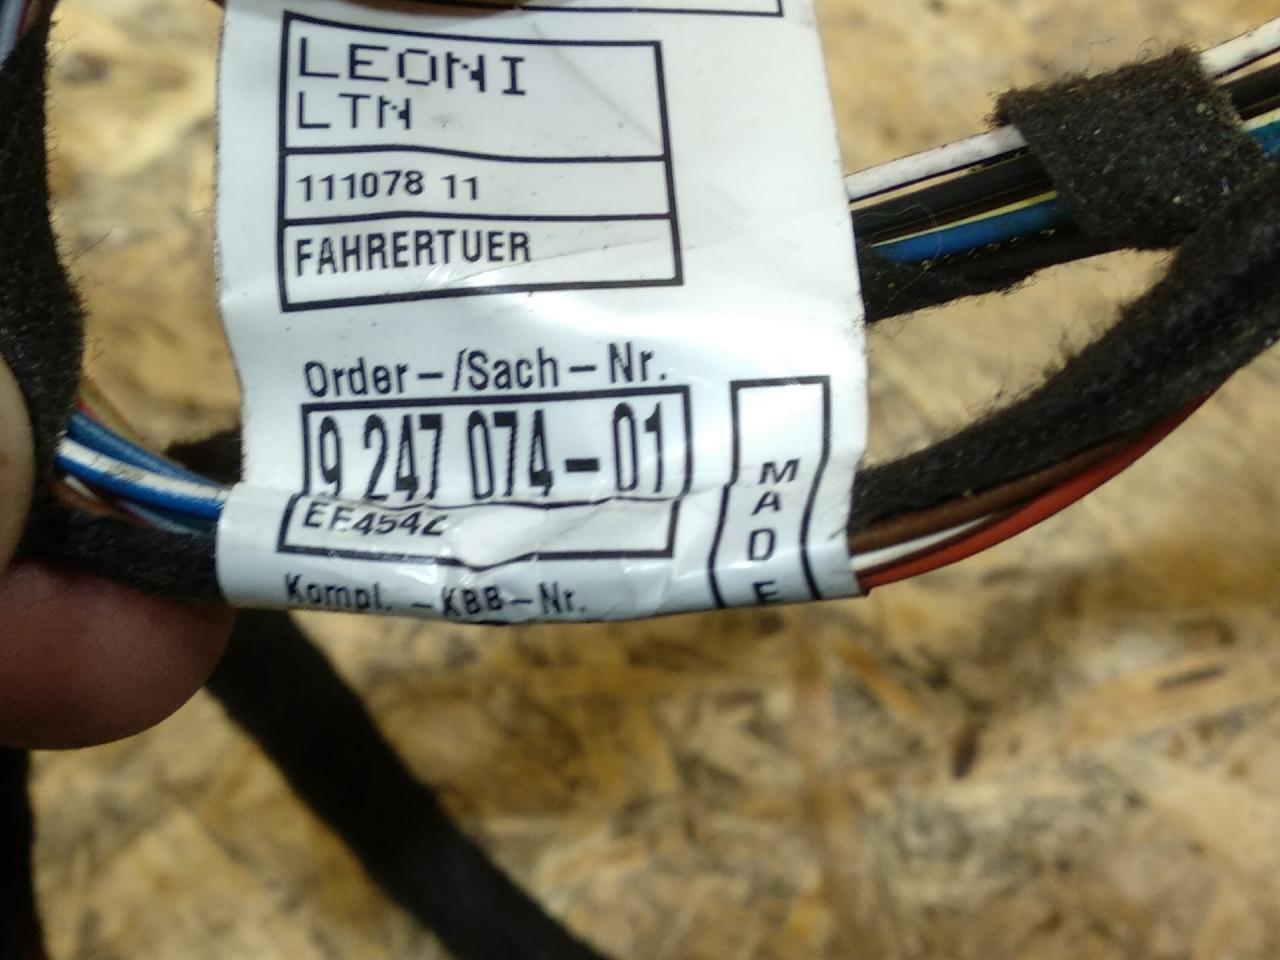 LEONI
LTN
111078 11
FAHRERTUER
Order-/Sach-Nr.
9 247 074-01
Kompl. -KBB-Nr.
MADE